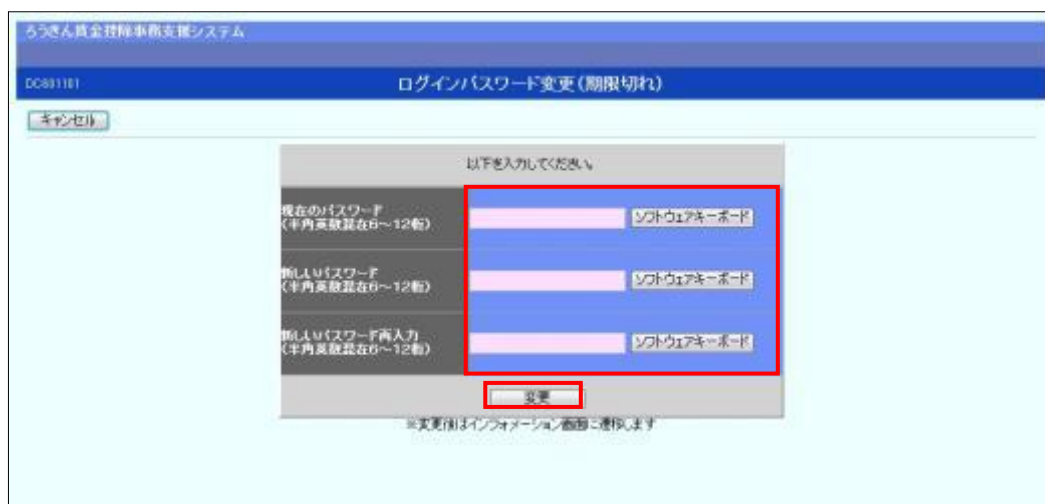 ろうきん賃金控除事務支援システム
DC001101
ログインパスワード変更(期限切れ)
キャンセル
以下を入力してください。
現在のパスワード
(半角英数混在6～12桁)
ソフトウェアキーボード
新しいパスワード
(半角英数混在6～12桁)
ソフトウェアキーボード
新しいパスワード再入力
(半角英数混在6～12桁)
ソフトウェアキーボード
変更
※変更後はインフォメーション画面に遷移します